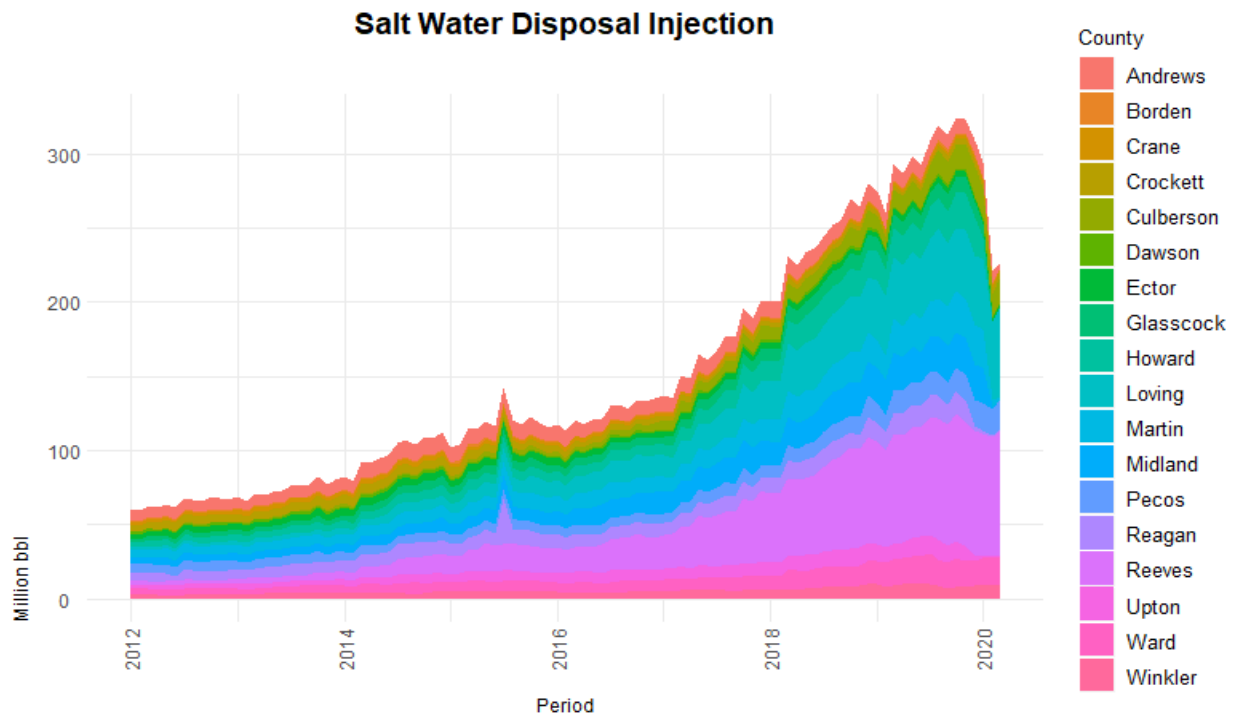 Salt Water Disposal Injection
County
Andrews
Borden
Crane
Crockett
Culberson
Dawson
Ector
Glasscock
Howard
Loving
Martin
Midland
Pecos
Reagan
Reeves
Upton
Ward
Winkler
Million bbl
300
200
100
0
2012
2014
2016
2018
2020
Period